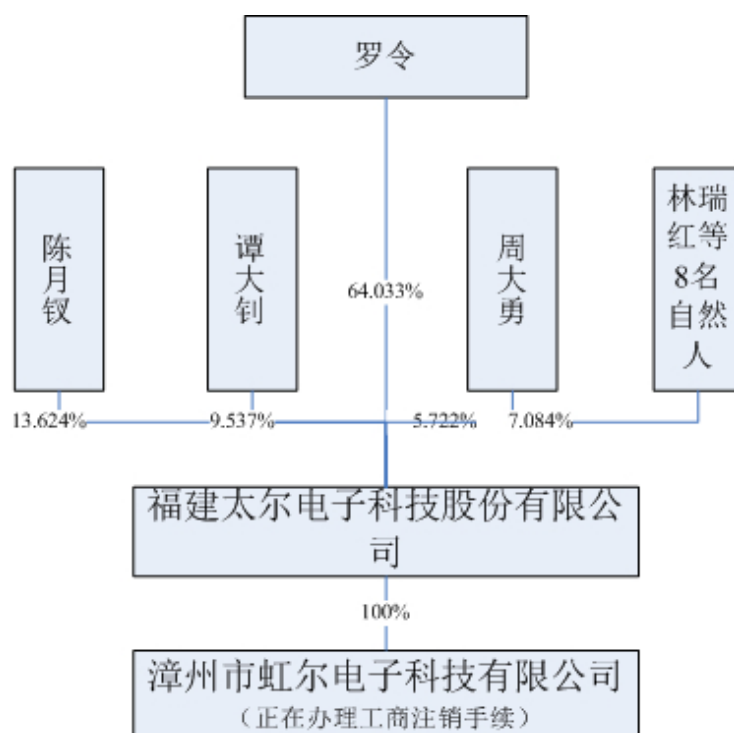 罗令
陈月钗
谭大钊
周大勇
林瑞
红等
8名
自然
人
64.033%
13.624%
9.537%
5.722%
7.084%
福建太尔电子科技股份有限公
司
100%
漳州市虹尔电子科技有限公司
（正在办理工商注销手续）